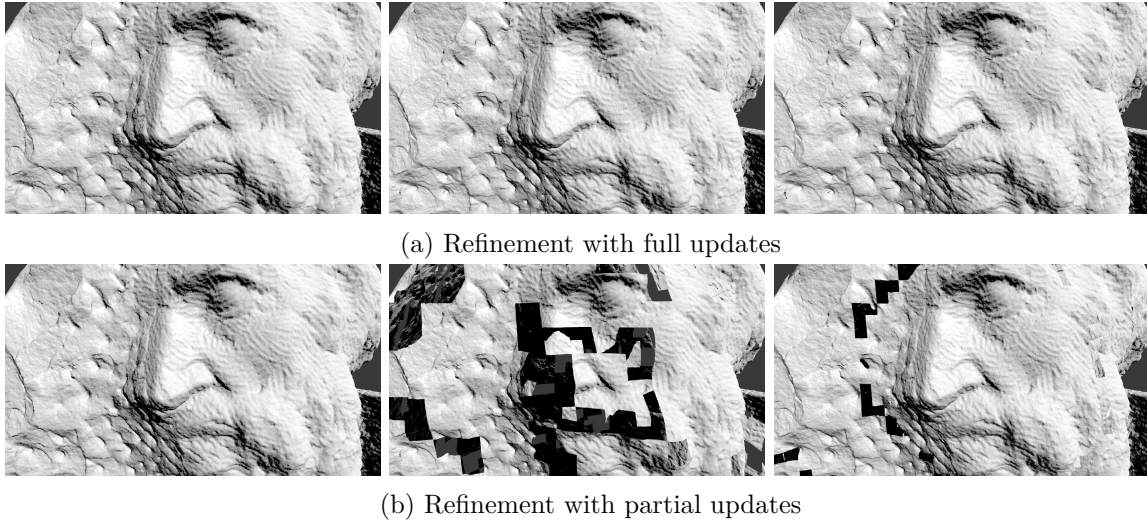 (a) Refinement with full updates
(b) Refinement with partial updates